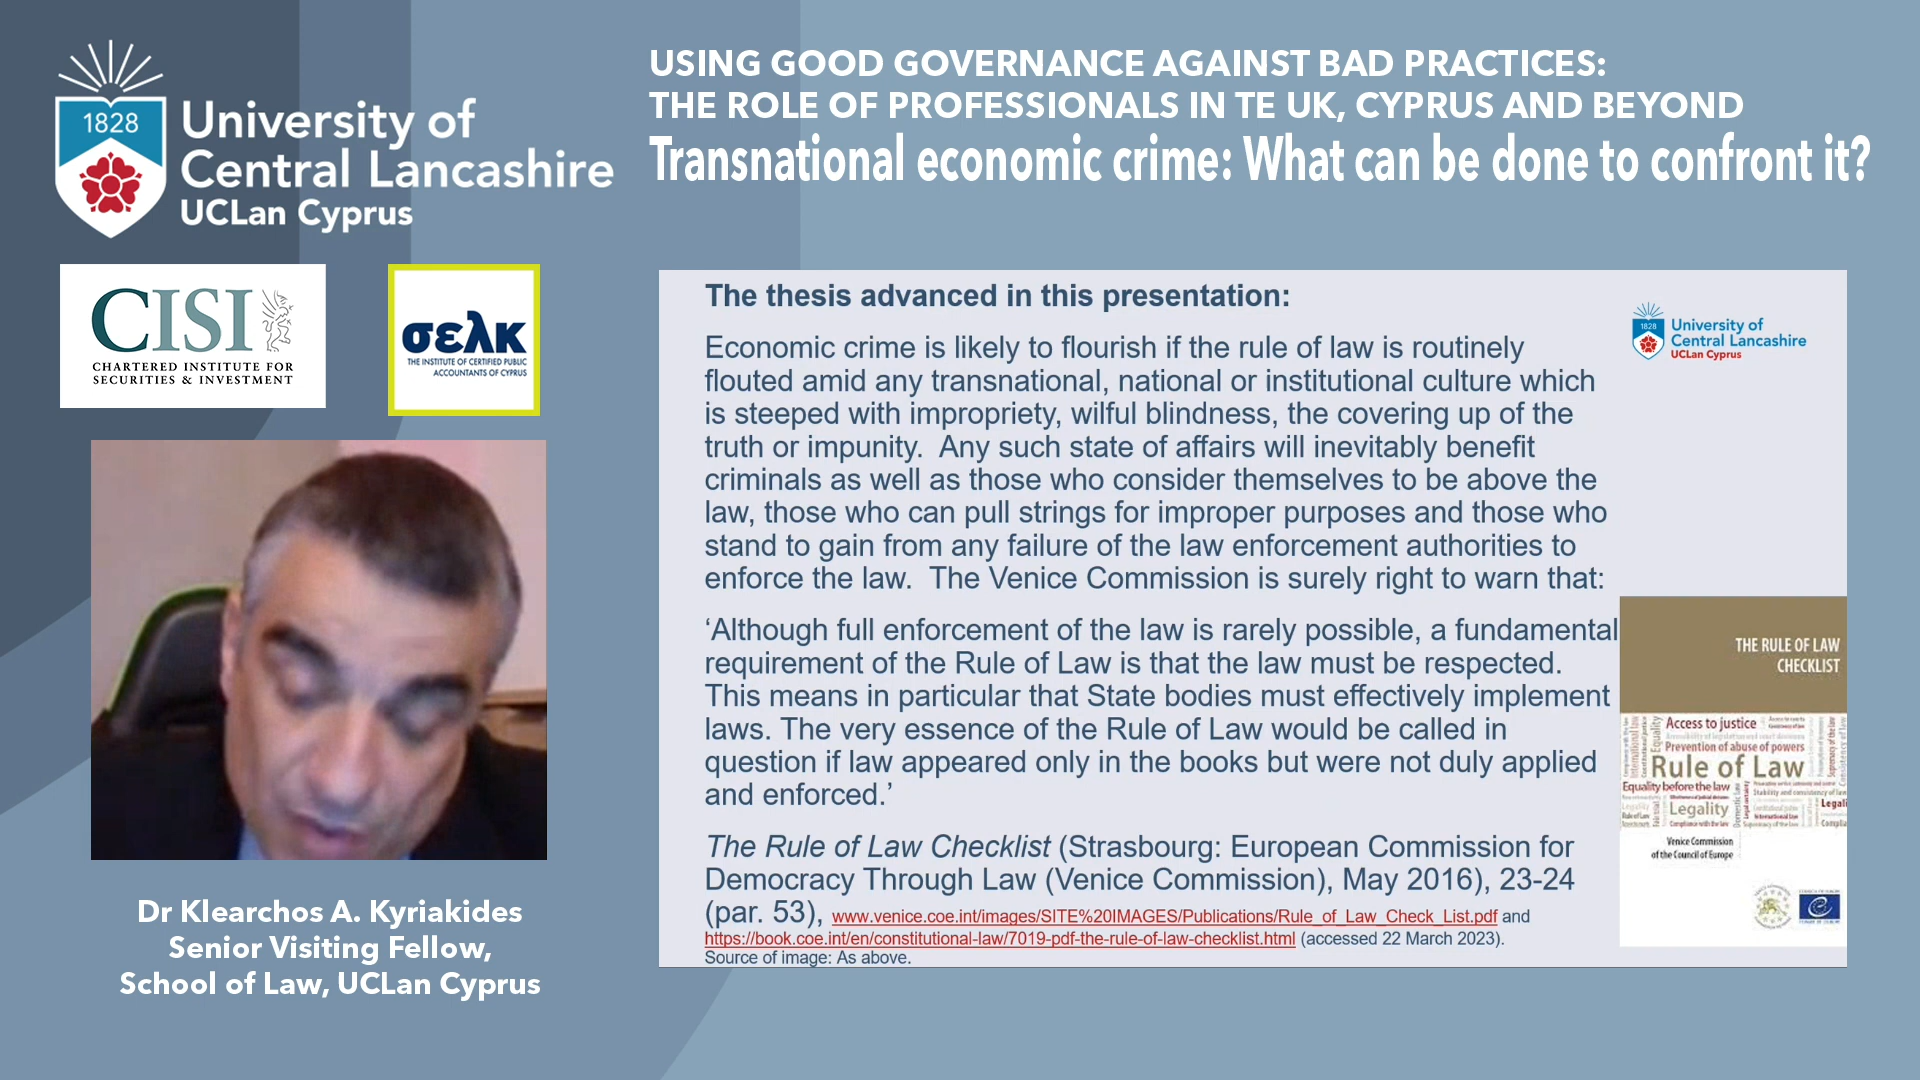 1828
University of
Central Lancashire
UCLan Cyprus
USING GOOD GOVERNANCE AGAINST BAD PRACTICES:
THE ROLE OF PROFESSIONALS IN TE UK, CYPRUS AND BEYOND
Transnational economic crime: What can be done to confront it?
CISI
CHARTERED INSTITUTE FOR
SECURITIES & INVESTMENT
σελκ
THE INSTITUTE OF CERTIFIED PUBLIC
ACCOUNTANTS OF CYPRUS
Dr Klearchos A. Kyriakides
Senior Visiting Fellow,
School of Law, UCLan Cyprus
The thesis advanced in this presentation:
Economic crime is likely to flourish if the rule of law is routinely
flouted amid any transnational, national or institutional culture which
is steeped with impropriety, wilful blindness, the covering up of the
truth or impunity. Any such state of affairs will inevitably benefit
criminals as well as those who consider themselves to be above the
law, those who can pull strings for improper purposes and those who
stand to gain from any failure of the law enforcement authorities to
enforce the law. The Venice Commission is surely right to warn that:
‘Although full enforcement of the law is rarely possible, a fundamental
requirement of the Rule of Law is that the law must be respected.
This means in particular that State bodies must effectively implement
laws. The very essence of the Rule of Law would be called in
question if law appeared only in the books but were not duly applied
and enforced.’
The Rule of Law Checklist (Strasbourg: European Commission for
Democracy Through Law (Venice Commission), May 2016), 23-24
(par. 53), www.venice.coe.int/images/SITE%20IMAGES/Publications/Rule_of_Law_Check_List.pdf and
https://book.coe.int/en/constitutional-law/7019-pdf-the-rule-of-law-checklist.html (accessed 22 March 2023).
Source of image: As above.
1828
University of
Central Lancashire
UCLan Cyprus
THE RULE OF LAW
CHECKLIST
Access to justice
Equality
Prevention of abuse of powers
Rule of Law
Equality before the law
Legality
Venice Commission
of the Council of Europe